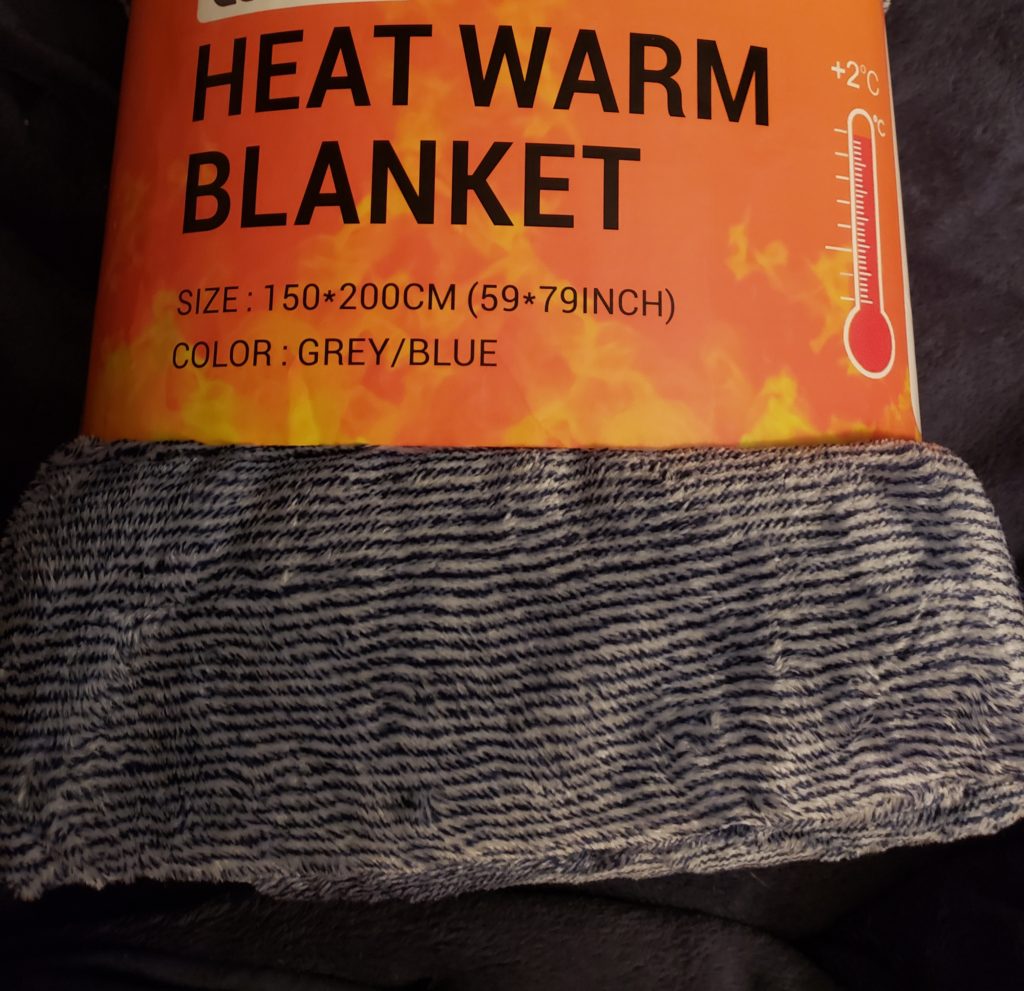 HEAT WARM
BLANKET
+2°C
°C
SIZE : 150*200CM (59*79INCH)
COLOR : GREY/BLUE